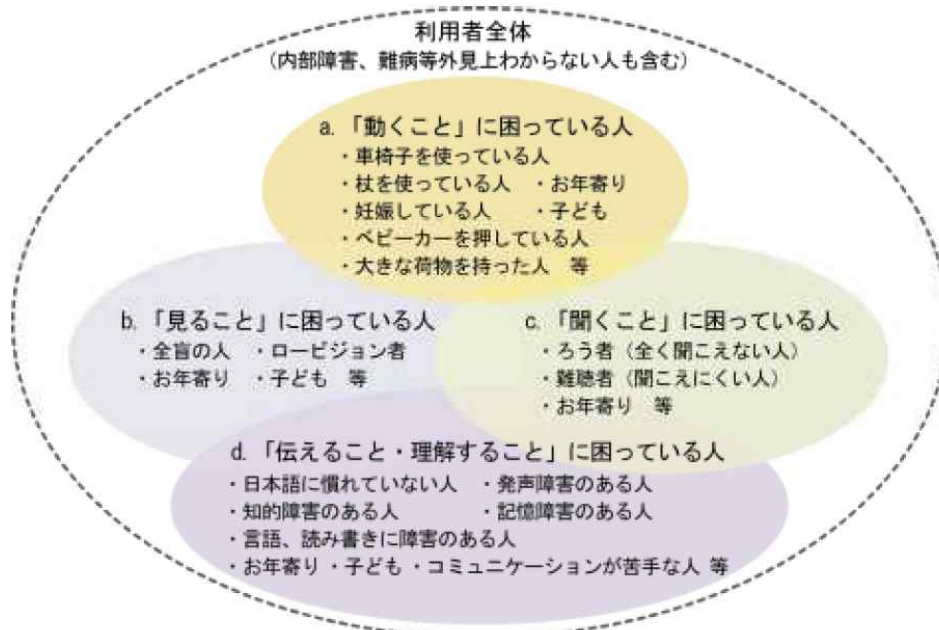 利用者全体
（内部障害、難病等外見上わからない人も含む）
a. 「動くこと」に困っている人
・車椅子を使っている人
・杖を使っている人　・お年寄り
・妊娠している人　・子ども
・ベビーカーを押している人
・大きな荷物を持った人　等
b. 「見ること」に困っている人
・全盲の人　・ロービジョン者
・お年寄り　・子ども　等
c. 「聞くこと」に困っている人
・ろう者（全く聞こえない人）
・難聴者（聞こえにくい人）
・お年寄り　等
d. 「伝えること・理解すること」に困っている人
・日本語に慣れていない人　・発声障害のある人
・知的障害のある人　・記憶障害のある人
・言語、読み書きに障害のある人
・お年寄り・子ども・コミュニケーションが苦手な人 等